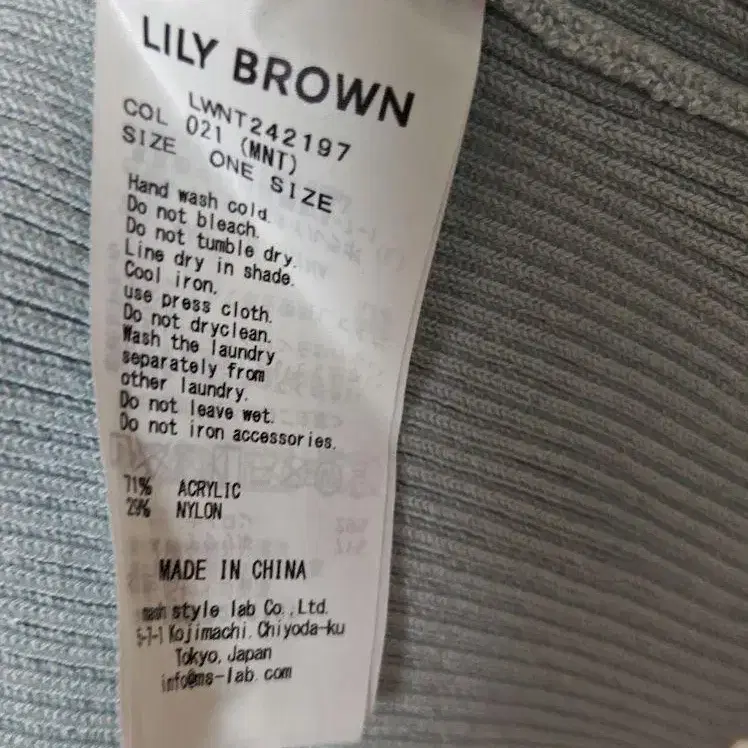 LILY BROWN
LWNT242197
COL 021 (MNT)
SIZE ONE SIZE
Hand wash cold.
Do not bleach.
Do not tumble dry.
Line dry in shade.
Cool iron,
use press cloth.
Do not dryclean.
Wash the laundry
separately from
other laundry.
Do not leave wet.
Do not iron accessories.
71% ACRYLIC
29% NYLON
MADE IN CHINA
mash style lab Co.,Ltd.
5-7-1 Kojimachi. Chiyoda-ku
Tokyo, Japan
info@ms-lab.com